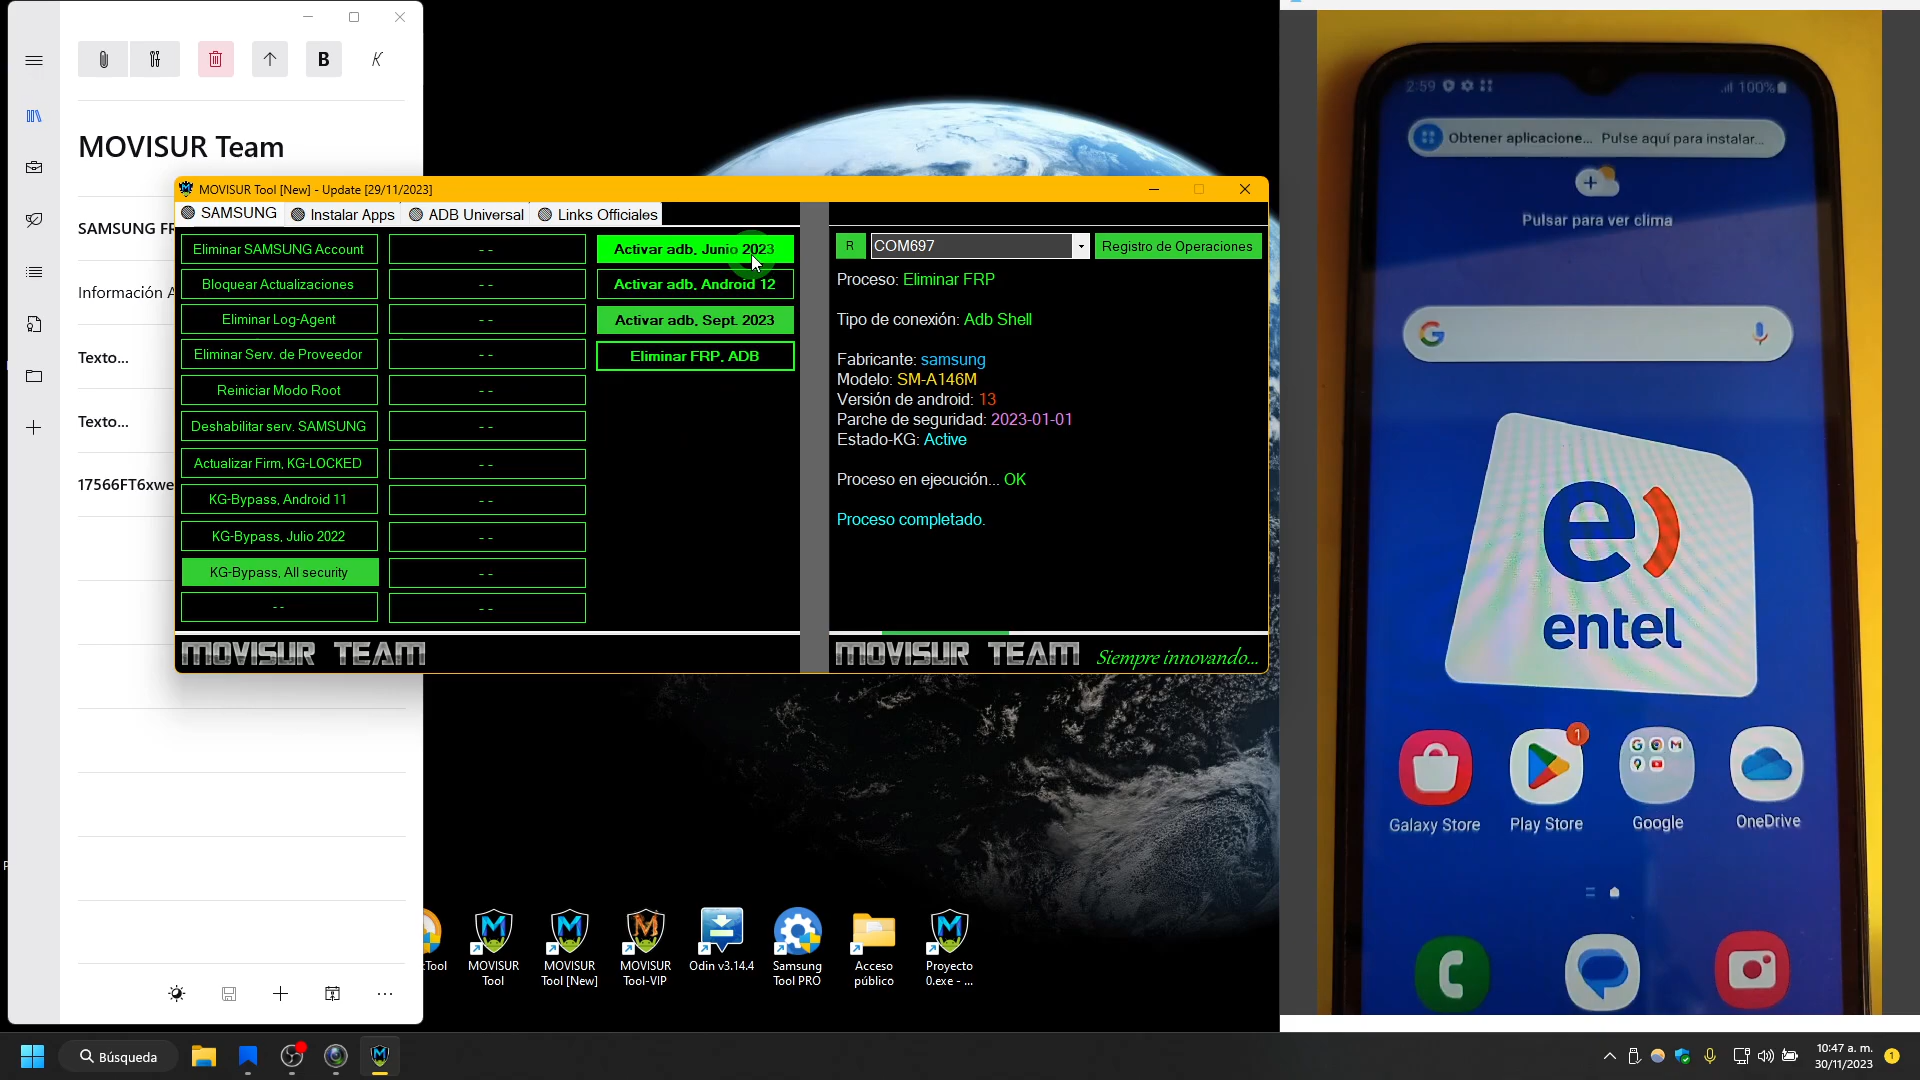 MOVISUR Team
SAMSUNG FR
Información A
Texto...
Texto...
17566FT6xwe
MOVISUR Tool [New] - Update [29/11/2023]
SAMSUNG
Instalar Apps
ADB Universal
Links Officiales
Eliminar SAMSUNG Account
- -
Activar adb, Junio 2023
Bloquear Actualizaciones
- -
Activar adb, Android 12
Eliminar Log-Agent
- -
Activar adb, Sept. 2023
Eliminar Serv. de Proveedor
- -
Eliminar FRP, ADB
Reiniciar Modo Root
- -
Deshabilitar serv. SAMSUNG
- -
Actualizar Firm, KG-LOCKED
- -
KG-Bypass, Android 11
- -
KG-Bypass, Julio 2022
- -
KG-Bypass, All security
- -
- -
- -
MOVISUR TEAM
R
COM697
Registro de Operaciones
Proceso: Eliminar FRP
Tipo de conexión: Adb Shell
Fabricante: samsung
Modelo: SM-A146M
Versión de android: 13
Parche de seguridad: 2023-01-01
Estado-KG: Active
Proceso en ejecución... OK
Proceso completado.
MOVISUR TEAM
Siempre innovando...
2:59
100%
Obtener aplicacione... Pulse aquí para instalar...
Pulsar para ver clima
e)
entel
1
Galaxy Store
Play Store
Google
OneDrive
tTool
MOVISUR
Tool
MOVISUR
Tool [New]
MOVISUR
Tool-VIP
Odin v3.14.4
Samsung
Tool PRO
Acceso
público
Proyecto
0.exe - ...
Búsqueda
10:47 a. m.
30/11/2023
1